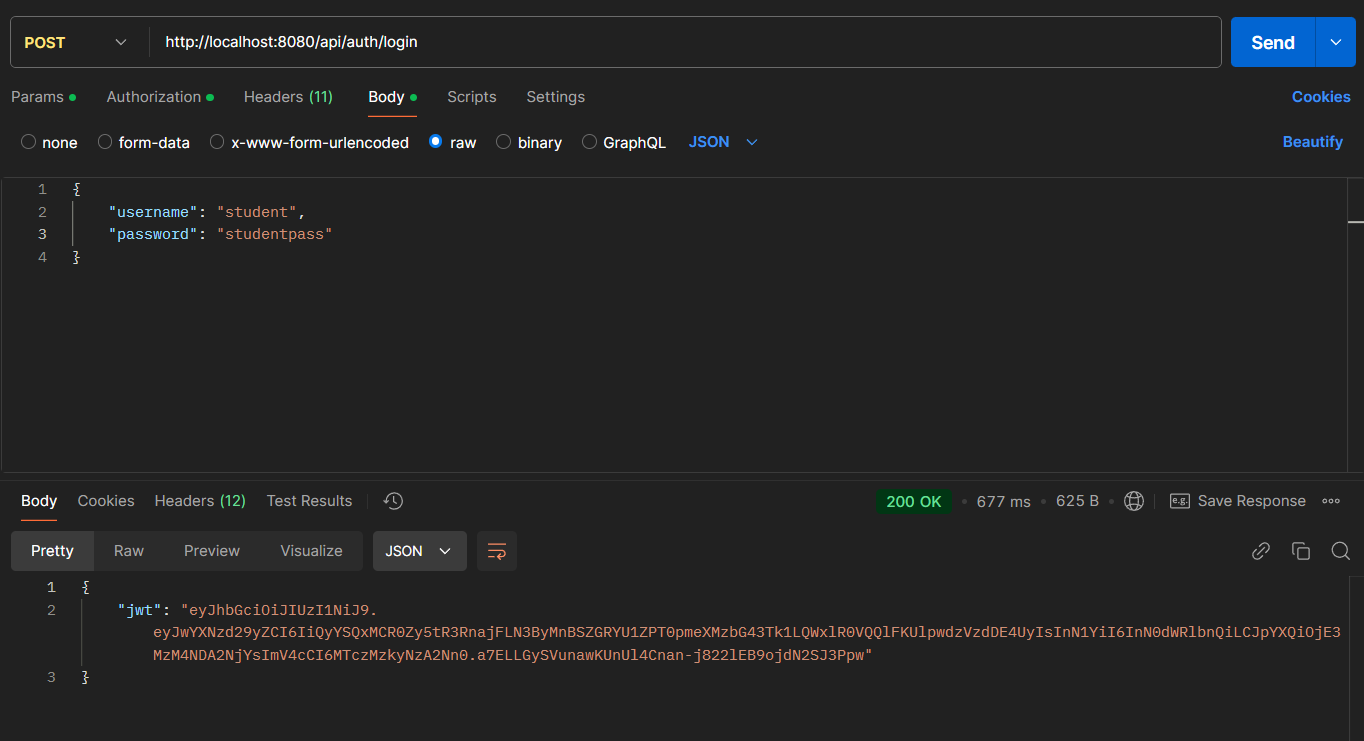 POST http://localhost:8080/api/auth/login Send
Params Authorization Headers (11) Body Scripts Settings Cookies
none form-data x-www-form-urlencoded raw binary GraphQL JSON Beautify
1 {
2 "username": "student",
3 "password": "studentpass"
4 }
Body Cookies Headers (12) Test Results 200 OK 677 ms 625 B e.g. Save Response
Pretty Raw Preview Visualize JSON
1 {
2 "jwt": "eyJhbGciOiJIUzI1NiJ9.
eyJwYXNzd29yZCI6IiQyYSQxMCR0Zy5tR3RnajFLN3ByMnBSZGRYU1ZPT0pmeXMzbG43Tk1LQWxlR0VQQlFKUlpwdzVzdDE4UyIsInN1YiI6InN0dWRlbnQiLCJpYXQiOjE3
MzM4NDA2NjYsImV4cCI6MTczMzkyNzA2Nn0.a7ELLGySVunawKUnUl4Cnan-j822lEB9ojdN2SJ3Ppw"
3 }